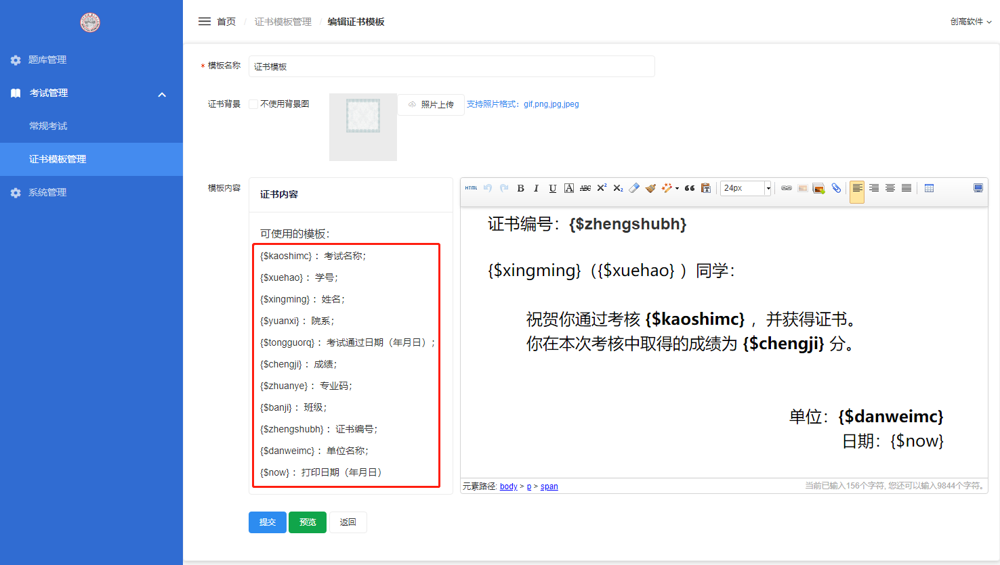 首页 / 证书模板管理 / 编辑证书模板
创高软件
题库管理
考试管理
常规考试
证书模板管理
系统管理
* 模板名称 证书模板
证书背景 不使用背景图 照片上传 支持照片格式：gif,png,jpg,jpeg
模板内容
证书内容
可使用的模板：
{$kaoshimc} ： 考试名称；
{$xuehao} ： 学号；
{$xingming} ： 姓名；
{$yuanxi} ： 院系；
{$tongguorq} ： 考试通过日期（年月日）；
{$chengji} ： 成绩；
{$zhuanye} ： 专业码；
{$banji} ： 班级；
{$zhengshubh} ： 证书编号；
{$danweimc} ： 单位名称；
{$now} ： 打印日期（年月日）
HTML B I U A ABC X² X₂ 24px
证书编号：{$zhengshubh}
{$xingming}（{$xuehao} ）同学：
祝贺你通过考核 {$kaoshimc} ，并获得证书。
你在本次考核中取得的成绩为 {$chengji} 分。
单位：{$danweimc}
日期：{$now}
元素路径: body > p > span
当前已输入156个字符, 您还可以输入9844个字符。
提交 预览 返回